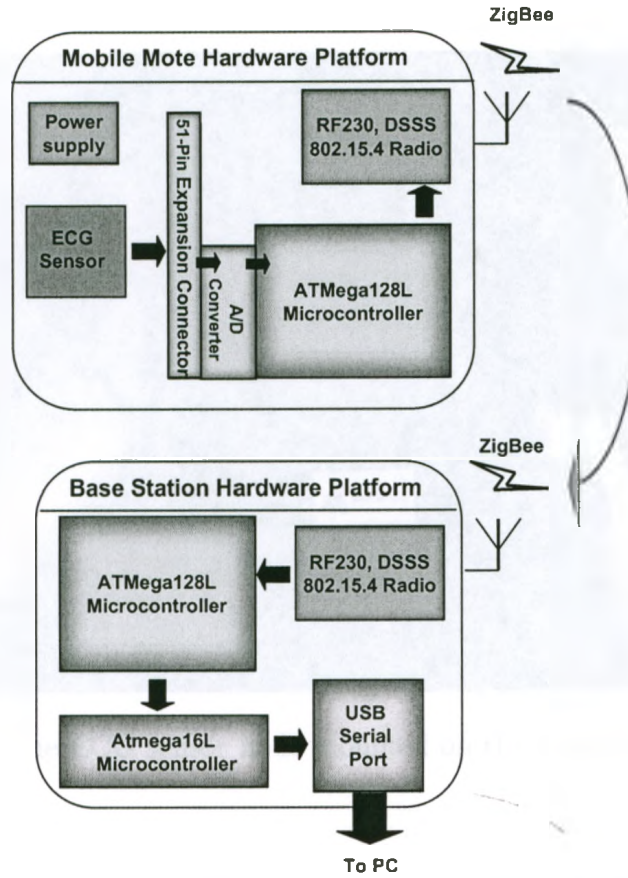 ZigBee
Mobile Mote Hardware Platform
Power
supply
51-Pin Expansion Connector
RF230, DSSS
802.15.4 Radio
ECG
Sensor
A/D
Converter
ATMega128L
Microcontroller
ZigBee
Base Station Hardware Platform
ATMega128L
Microcontroller
RF230, DSSS
802.15.4 Radio
Atmega16L
Microcontroller
USB
Serial
Port
To PC